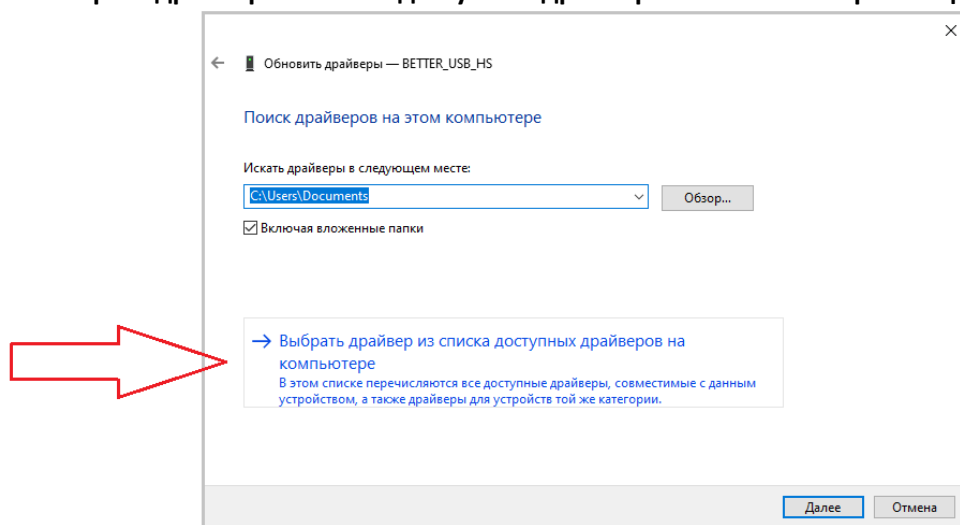 Обновить драйверы — BETTER_USB_HS
Поиск драйверов на этом компьютере
Искать драйверы в следующем месте:
C:\Users\Documents
Обзор...
Включая вложенные папки
Выбрать драйвер из списка доступных драйверов на
компьютере
В этом списке перечисляются все доступные драйверы, совместимые с данным
устройством, а также драйверы для устройств той же категории.
Далее
Отмена